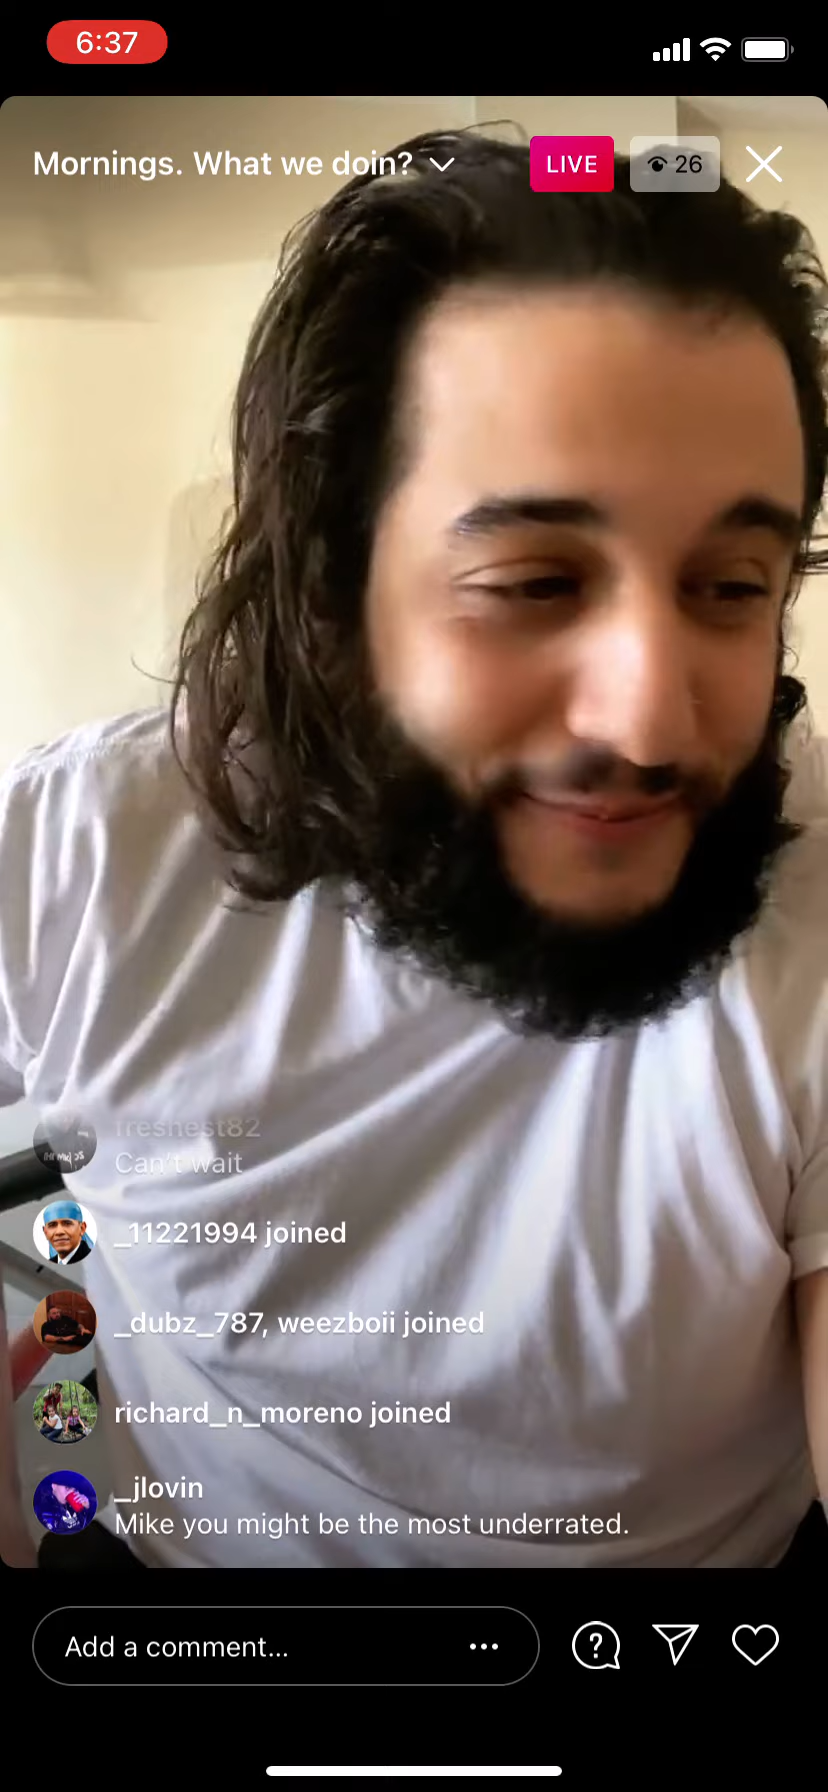 6:37
Mornings. What we doin?
LIVE
26
freshest82
Can't wait
_11221994 joined
_dubz_787, weezboii joined
richard_n_moreno joined
_jlovin
Mike you might be the most underrated.
Add a comment...